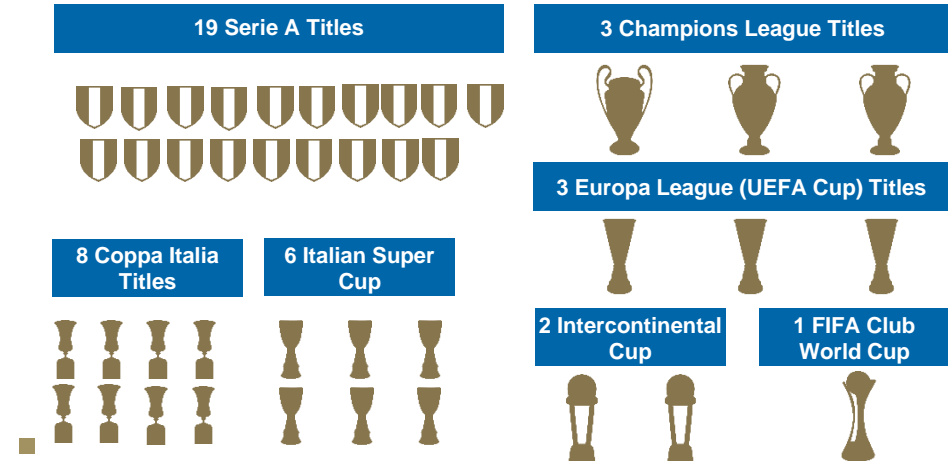 19 Serie A Titles
3 Champions League Titles
3 Europa League (UEFA Cup) Titles
8 Coppa Italia
Titles
6 Italian Super
Cup
2 Intercontinental
Cup
1 FIFA Club
World Cup